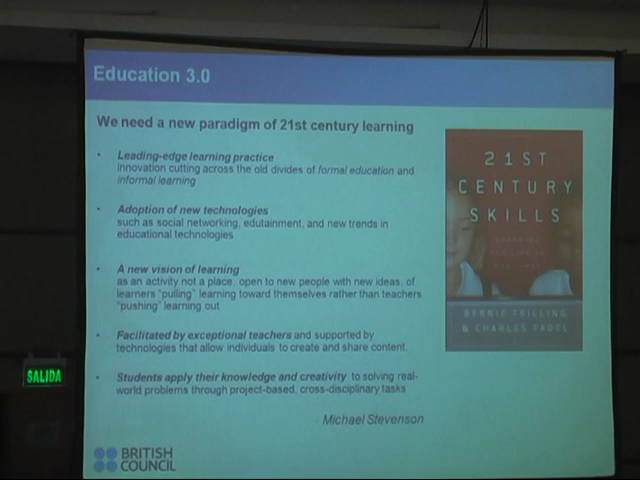 Education 3.0
We need a new paradigm of 21st century learning
• Leading-edge learning practice
innovation cutting across the old divides of formal education and
informal learning
• Adoption of new technologies
such as social networking, edutainment, and new trends in
educational technologies
• A new vision of learning
as an activity not a place, open to new people with new ideas, of
learners "pulling" learning toward themselves rather than teachers
"pushing" learning out
• Facilitated by exceptional teachers and supported by
technologies that allow individuals to create and share content.
• Students apply their knowledge and creativity to solving real-
world problems through project-based, cross-disciplinary tasks
Michael Stevenson
21ST
CENTURY
SKILLS
BERNIE TRILLING
& CHARLES FADEL
SALIDA
BRITISH
COUNCIL